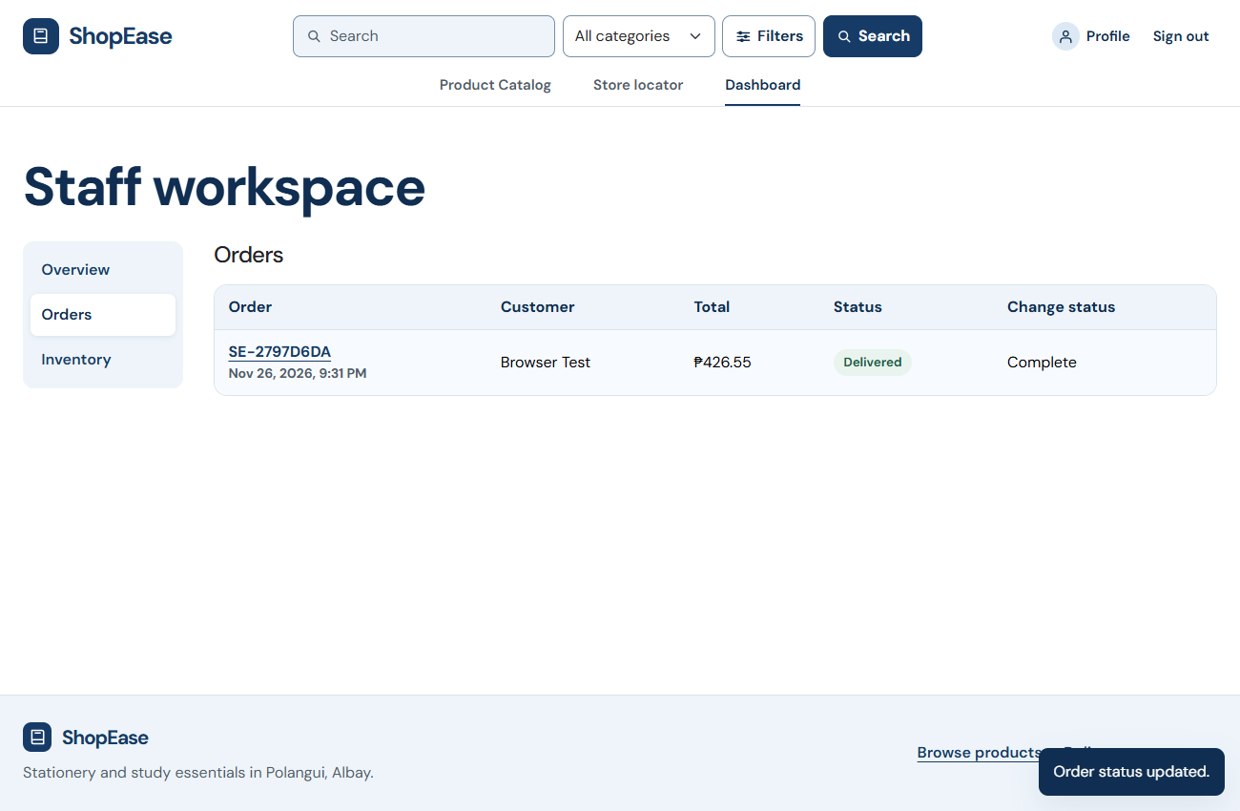 ShopEase
Search
All categories
Filters
Search
Profile
Sign out
Product Catalog
Store locator
Dashboard
Staff workspace
Overview
Orders
Inventory
Orders
Order Customer Total Status Change status
SE-2797D6DA
Nov 26, 2026, 9:31 PM
Browser Test
₱426.55
Delivered
Complete
ShopEase
Stationery and study essentials in Polangui, Albay.
Browse products
Order status updated.